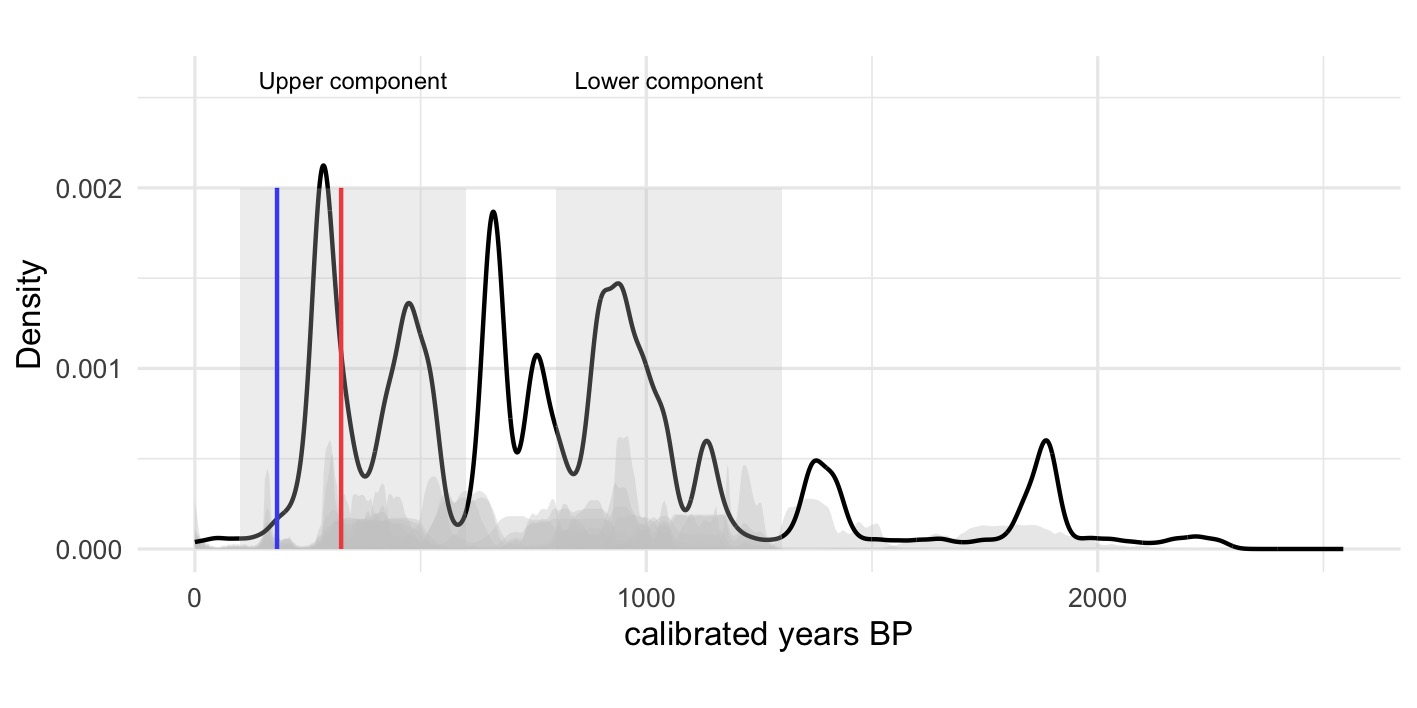 Upper component Lower component
0.002
0.001
0.000
Density
0 1000 2000
calibrated years BP